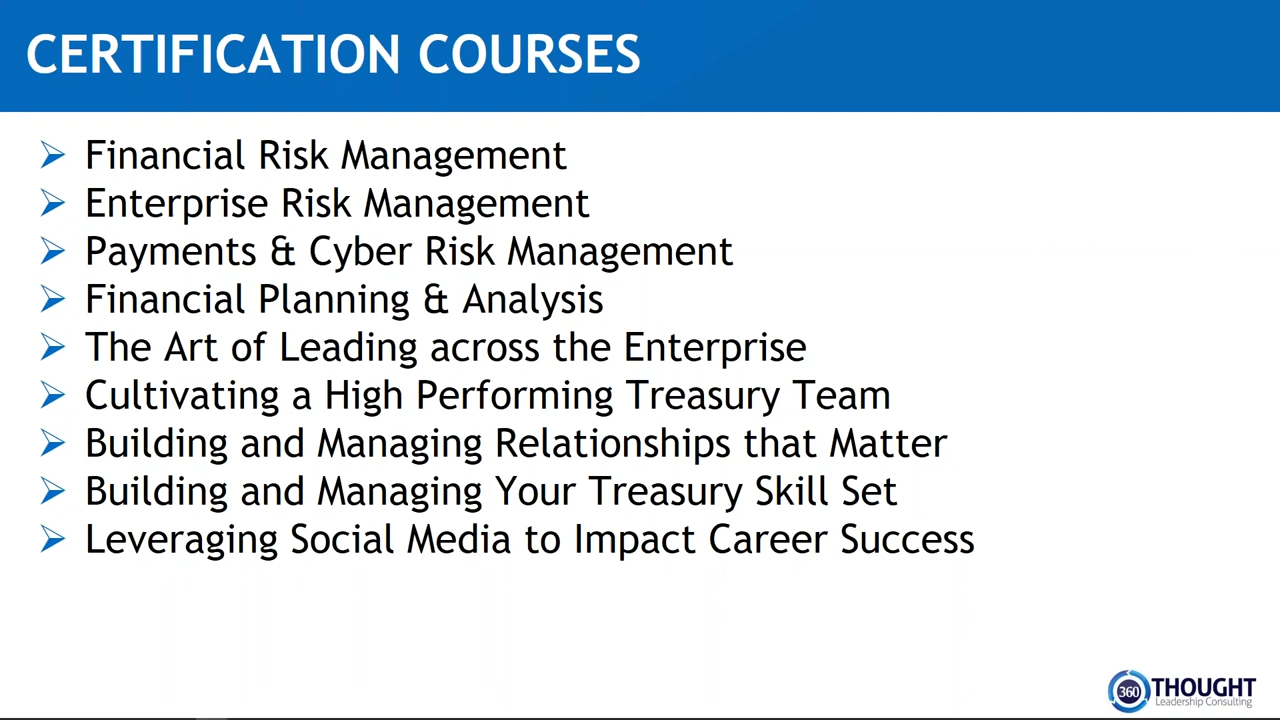 CERTIFICATION COURSES
Financial Risk Management
Enterprise Risk Management
Payments & Cyber Risk Management
Financial Planning & Analysis
The Art of Leading across the Enterprise
Cultivating a High Performing Treasury Team
Building and Managing Relationships that Matter
Building and Managing Your Treasury Skill Set
Leveraging Social Media to Impact Career Success
360 THOUGHT
Leadership Consulting